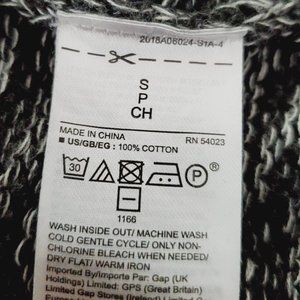 2018A08024-S1A-4
S
P
CH
MADE IN CHINA RN 54023
■ US/GB/EG : 100% COTTON
30 P ®
1166
WASH INSIDE OUT/ MACHINE WASH
COLD GENTLE CYCLE/ ONLY NON-
CHLORINE BLEACH WHEN NEEDED/
DRY FLAT/ WARM IRON
Imported By/Importé Par: Gap (UK
Holdings) Limited: GPS (Great Britain)
Limited Gap Stores (Ireland) Limited